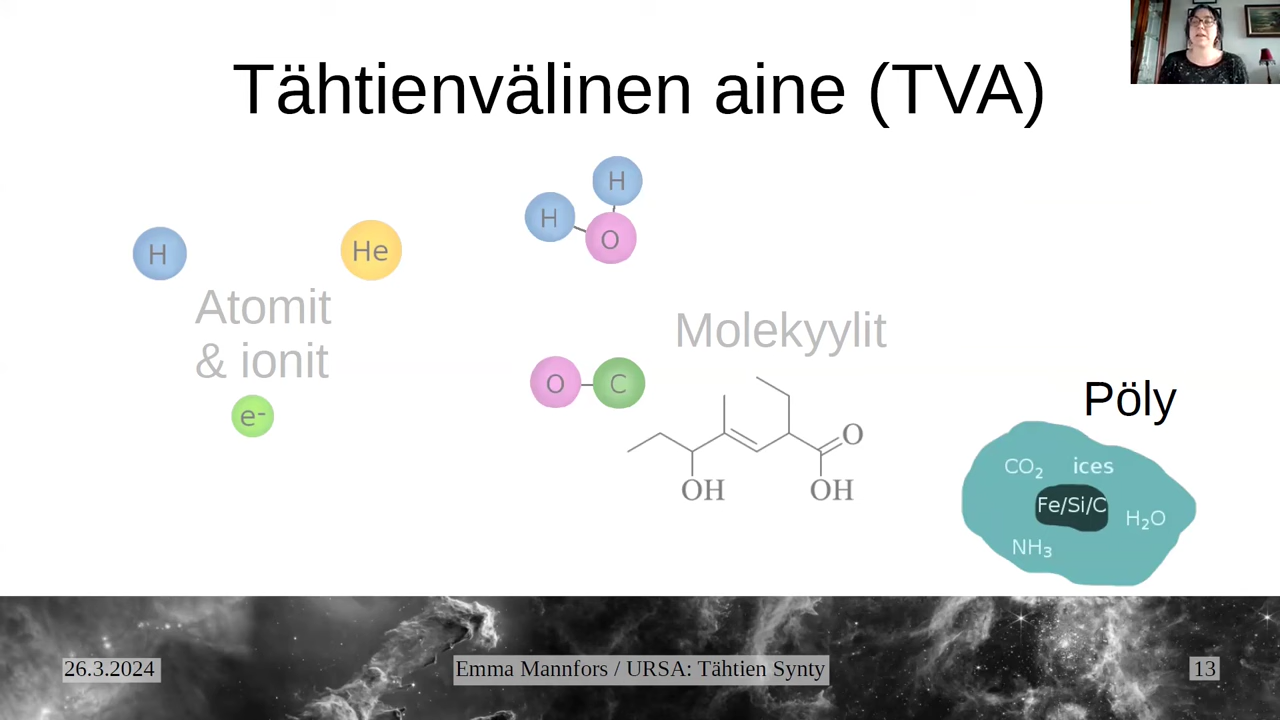 Tähtienvälinen aine (TVA)
H
He
Atomit
& ionit
e⁻
H
H
O
O
C
Molekyylit
O
OH
OH
Pöly
CO₂ ices
Fe/Si/C
H₂O
NH₃
26.3.2024
Emma Mannfors / URSA: Tähtien Synty
13